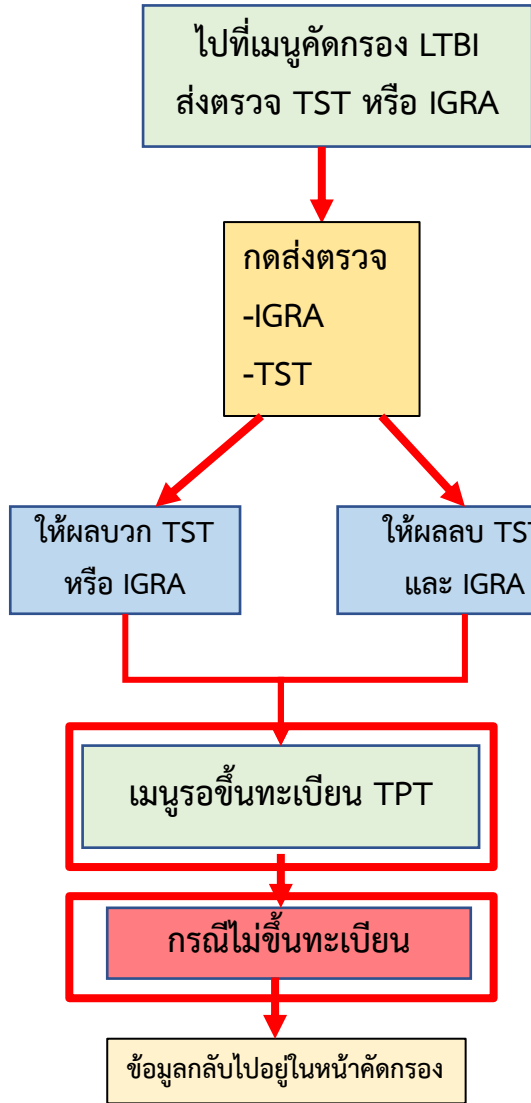 ไปที่เมนูคัดกรอง LTBI
ส่งตรวจ TST หรือ IGRA
กดส่งตรวจ
-IGRA
-TST
ให้ผลบวก TST
หรือ IGRA
ให้ผลลบ TS
และ IGRA
เมนูรอขึ้นทะเบียน TPT
กรณีไม่ขึ้นทะเบียน
ข้อมูลกลับไปอยู่ในหน้าคัดกรอง